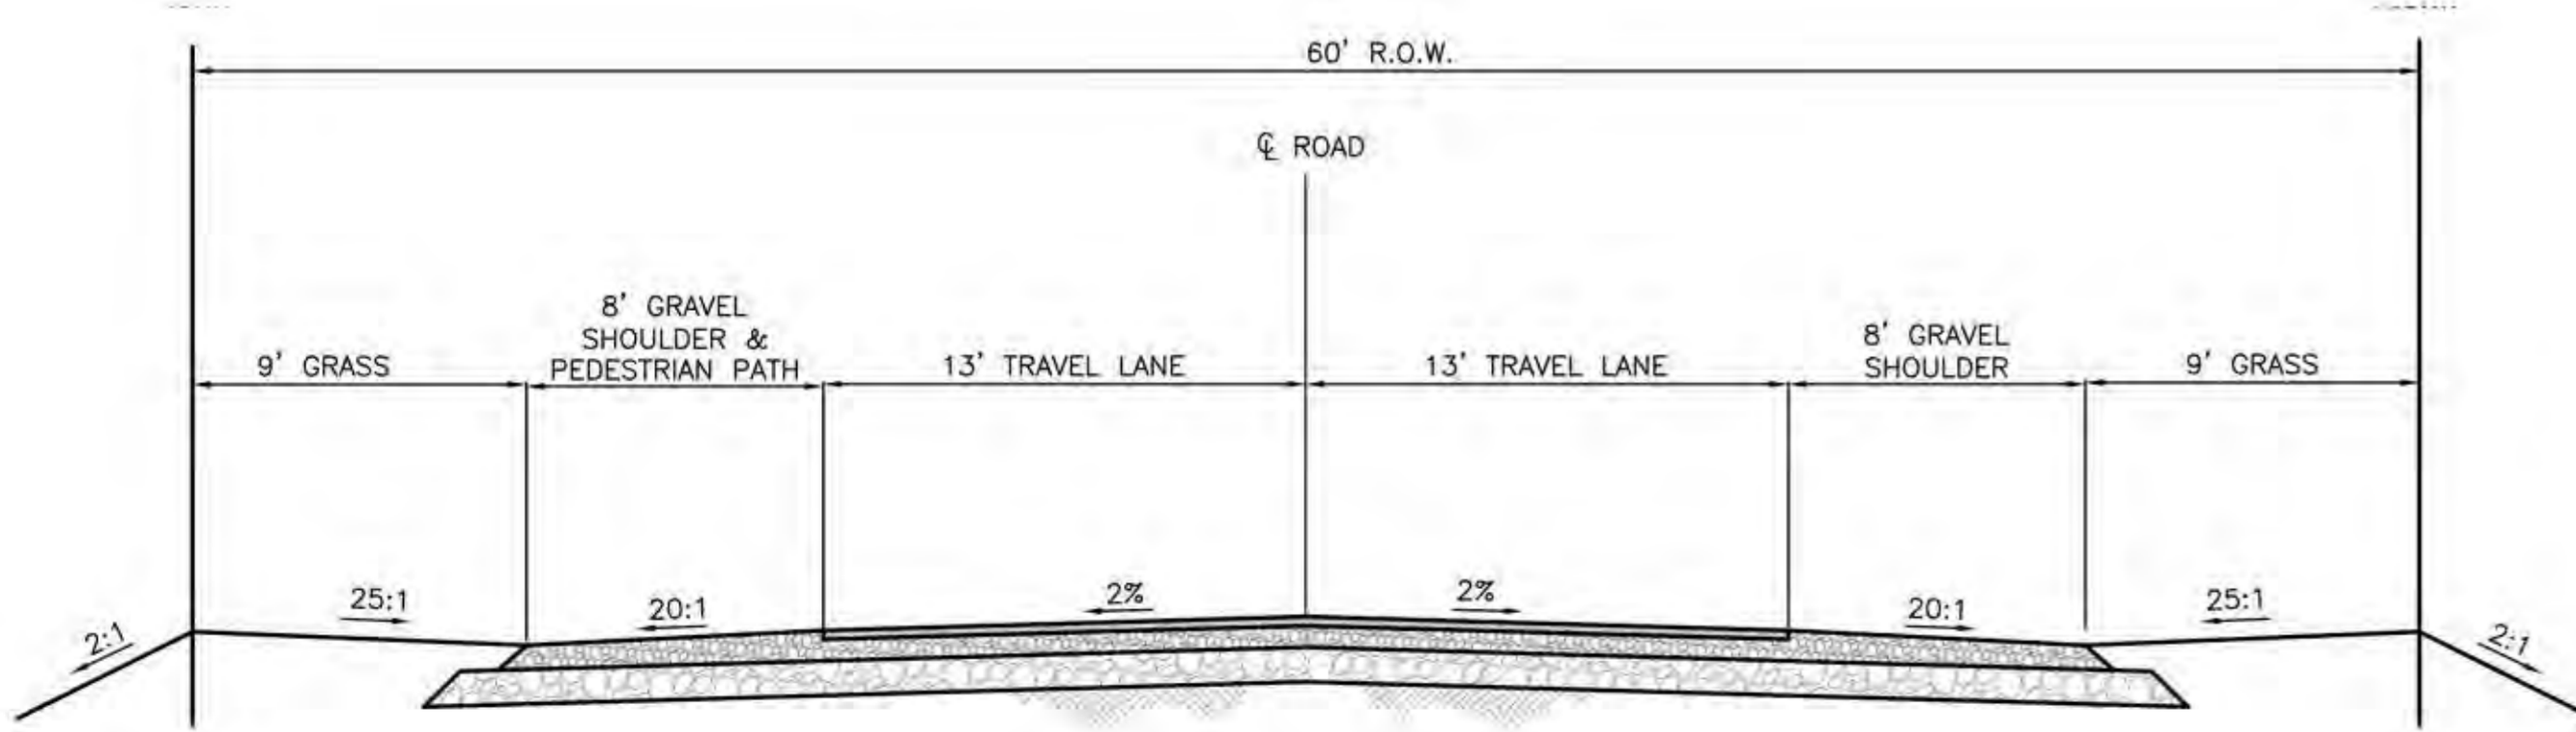 60' R.O.W.
℄ ROAD
9' GRASS
8' GRAVEL
SHOULDER &
PEDESTRIAN PATH
13' TRAVEL LANE
13' TRAVEL LANE
8' GRAVEL
SHOULDER
9' GRASS
2:1
25:1
20:1
2%
2%
20:1
25:1
2:1